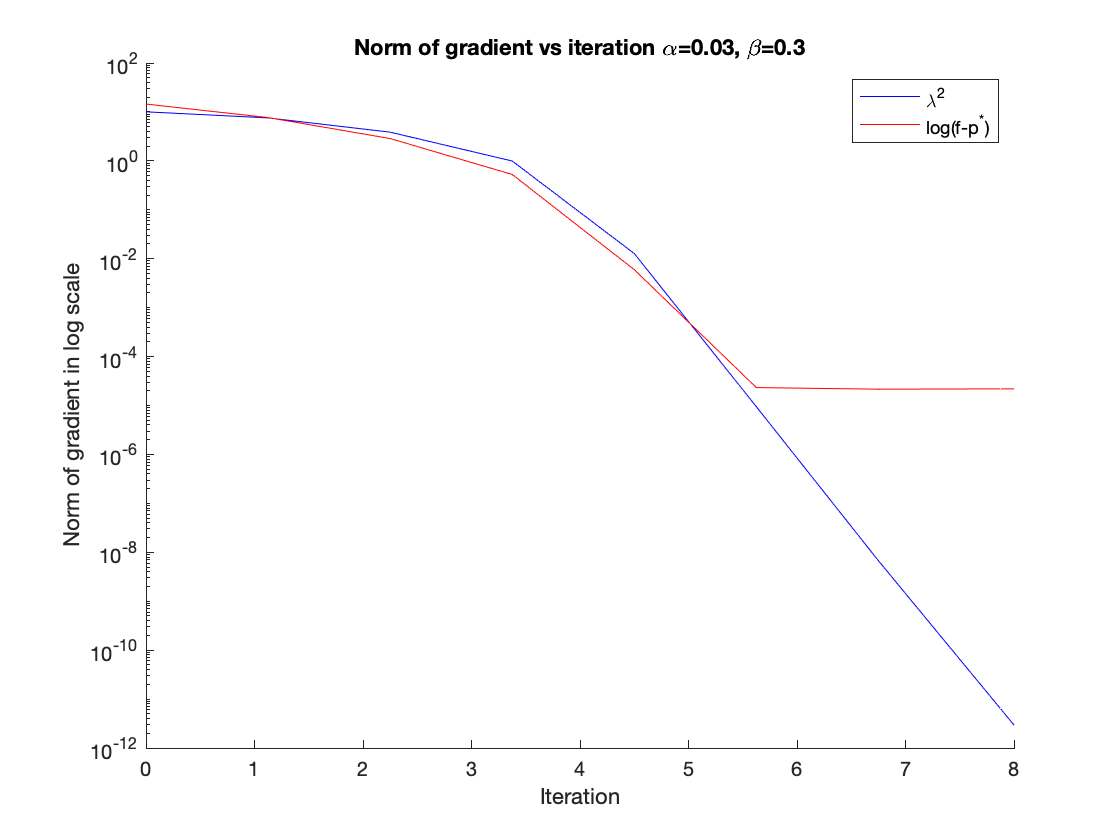 Norm of gradient vs iteration α=0.03, β=0.3
λ²
log(f-p*)
Norm of gradient in log scale
10²
10⁰
10⁻²
10⁻⁴
10⁻⁶
10⁻⁸
10⁻¹⁰
10⁻¹²
0 1 2 3 4 5 6 7 8
Iteration